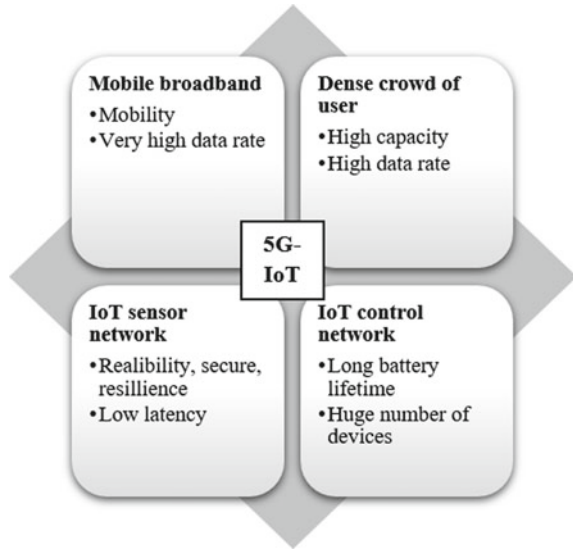 Mobile broadband
•Mobility
•Very high data rate
Dense crowd of
user
•High capacity
•High data rate
5G-
IoT
IoT sensor
network
•Realibility, secure,
resillience
•Low latency
IoT control
network
•Long battery
lifetime
•Huge number of
devices